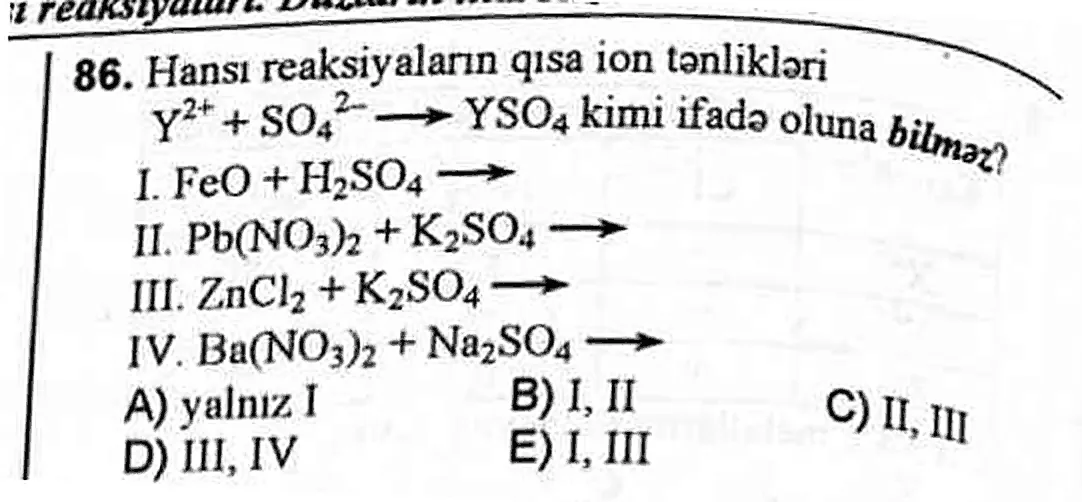 reaksiyaları.
86. Hansı reaksiyaların qısa ion tənlikləri
Y²⁺ + SO₄²⁻ ⟶ YSO₄ kimi ifadə oluna bilməz?
I. FeO + H₂SO₄ ⟶
II. Pb(NO₃)₂ + K₂SO₄ ⟶
III. ZnCl₂ + K₂SO₄ ⟶
IV. Ba(NO₃)₂ + Na₂SO₄ ⟶
A) yalnız I B) I, II C) II, III
D) III, IV E) I, III